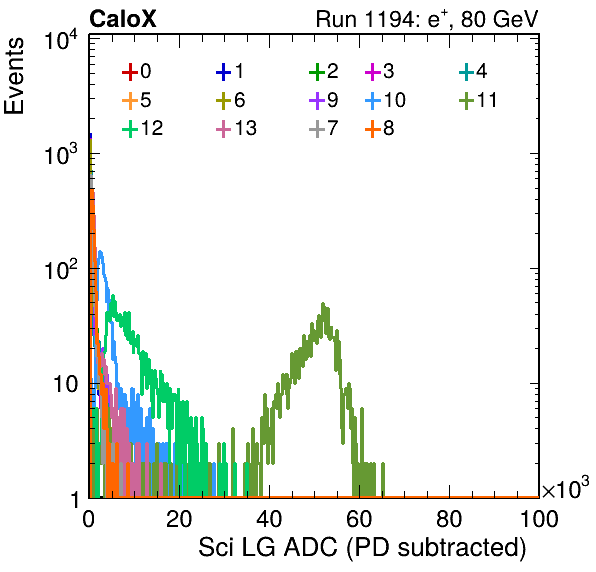 CaloX Run 1194: e⁺, 80 GeV
10⁴
0 1 2 3 4
5 6 9 10 11
12 13 7 8
10³
10²
10
1
Events
0 20 40 60 80 100
×10³
Sci LG ADC (PD subtracted)